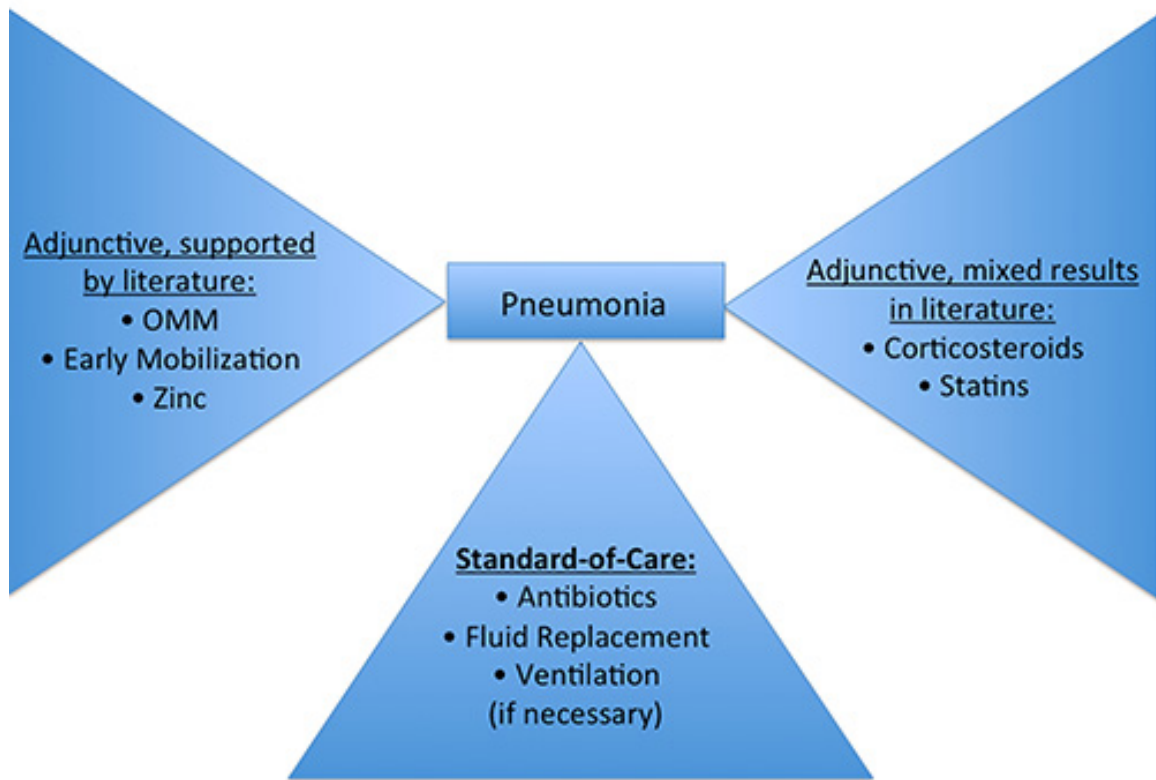 Adjunctive, supported
by literature:
• OMM
• Early Mobilization
• Zinc
Pneumonia
Adjunctive, mixed results
in literature:
• Corticosteroids
• Statins
Standard-of-Care:
• Antibiotics
• Fluid Replacement
• Ventilation
(if necessary)